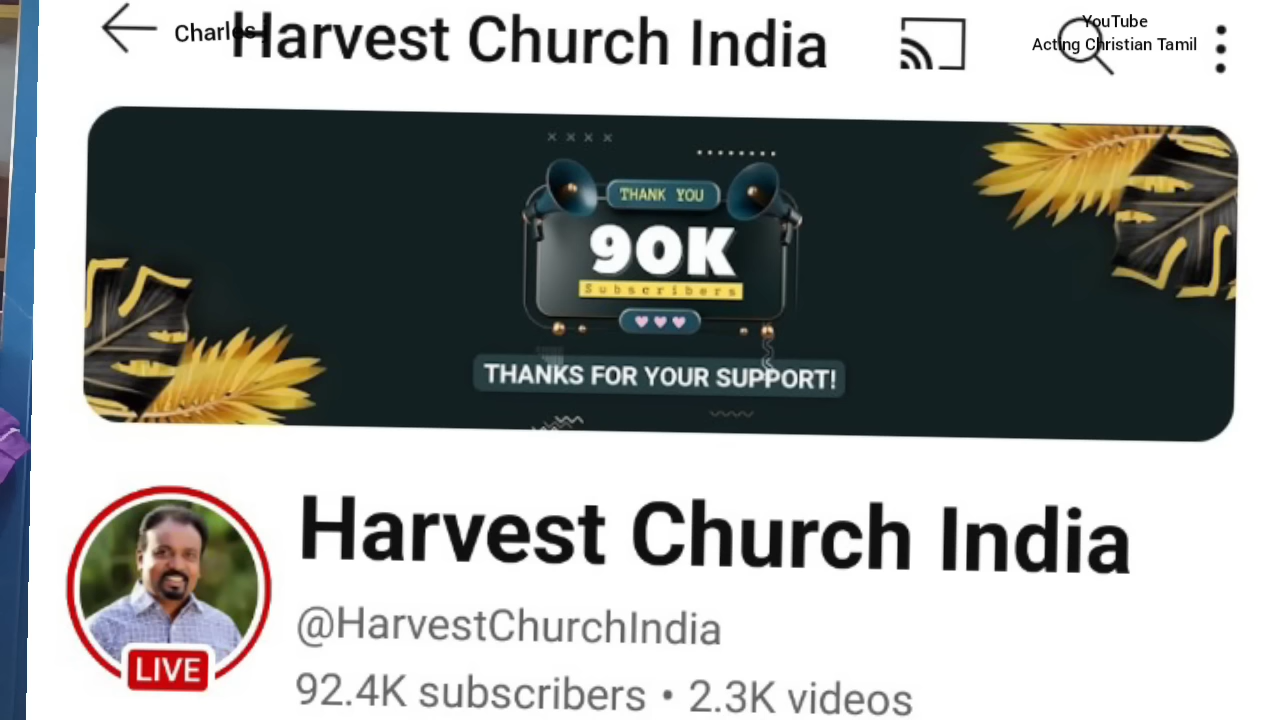 Harvest Church India
YouTube
Acting Christian Tamil
THANK YOU
90K
Subscribers
THANKS FOR YOUR SUPPORT!
Harvest Church India
@HarvestChurchIndia
LIVE
92.4K subscribers • 2.3K videos